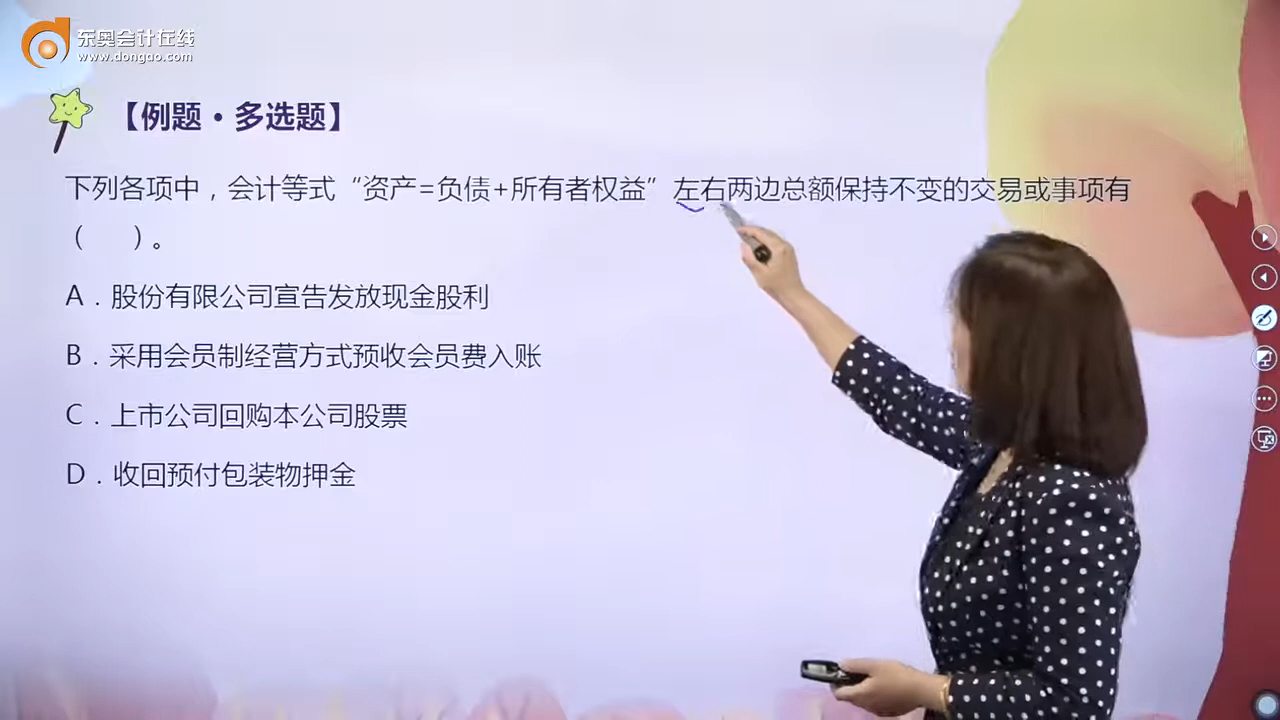 东奥会计在线
www.dongao.com
【例题·多选题】
下列各项中，会计等式“资产=负债+所有者权益”左右两边总额保持不变的交易或事项有
（ ）。
A．股份有限公司宣告发放现金股利
B．采用会员制经营方式预收会员费入账
C．上市公司回购本公司股票
D．收回预付包装物押金